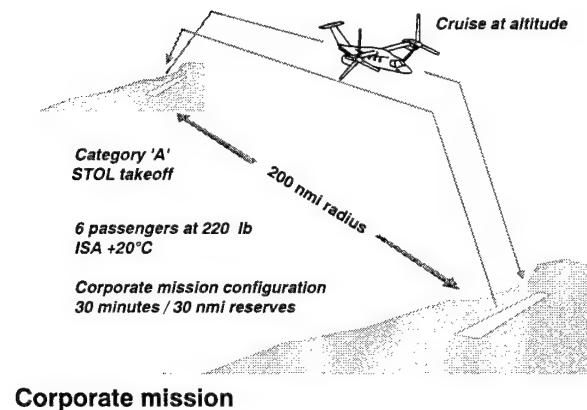 Cruise at altitude
Category 'A'
STOL takeoff
200 nmi radius
6 passengers at 220 lb
ISA +20°C
Corporate mission configuration
30 minutes / 30 nmi reserves
Corporate mission